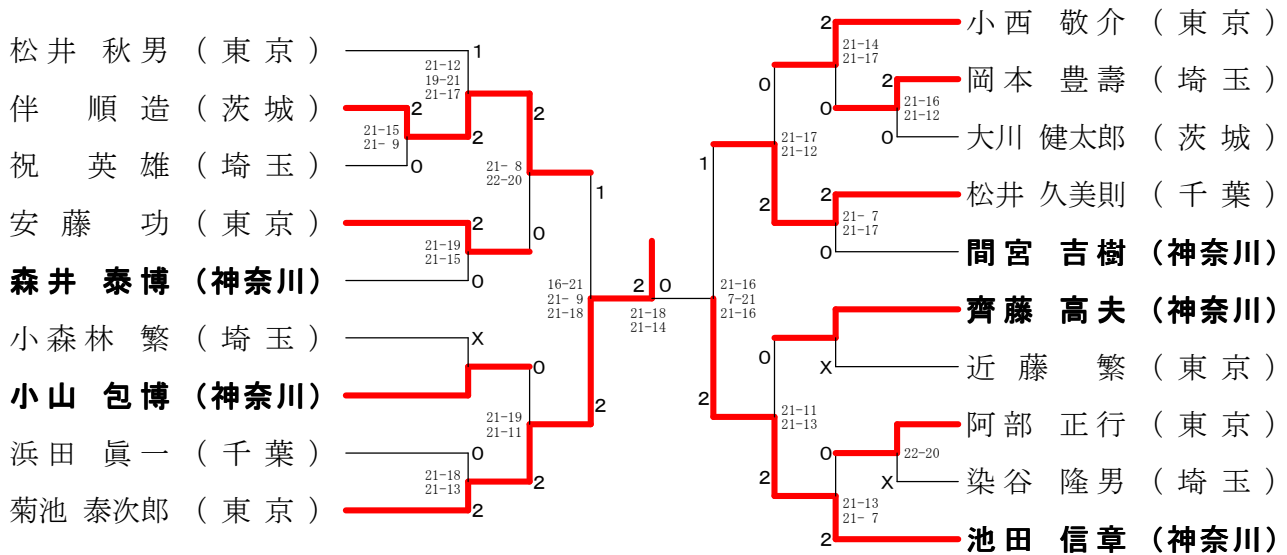 松井 秋男 (東京)
1
21-12
19-21
21-17
伴 順造 (茨城)
2
2
2
21-15
21- 9
祝 英雄 (埼玉)
0
21- 8
22-20
1
安藤 功 (東京)
2
0
21-19
21-15
森井 泰博 (神奈川)
0
16-21
21- 9
21-18
小森林 繁 (埼玉)
X
0
小山 包博 (神奈川)
2
21-19
21-11
浜田 眞一 (千葉)
0
21-18
21-13
2
菊池 泰次郎 (東京)
2
2 0
21-18
21-14
2
小西 敬介 (東京)
21-14
21-17
0
2
岡本 豊壽 (埼玉)
0
21-16
21-12
0
大川 健太郎 (茨城)
21-17
21-12
1
2
松井 久美則 (千葉)
2
21- 7
21-17
0
間宮 吉樹 (神奈川)
21-16
7-21
21-16
齊藤 高夫 (神奈川)
0
X
近藤 繁 (東京)
2
21-11
21-13
阿部 正行 (東京)
0
22-20
2
X
染谷 隆男 (埼玉)
21-13
21- 7
2
池田 信章 (神奈川)